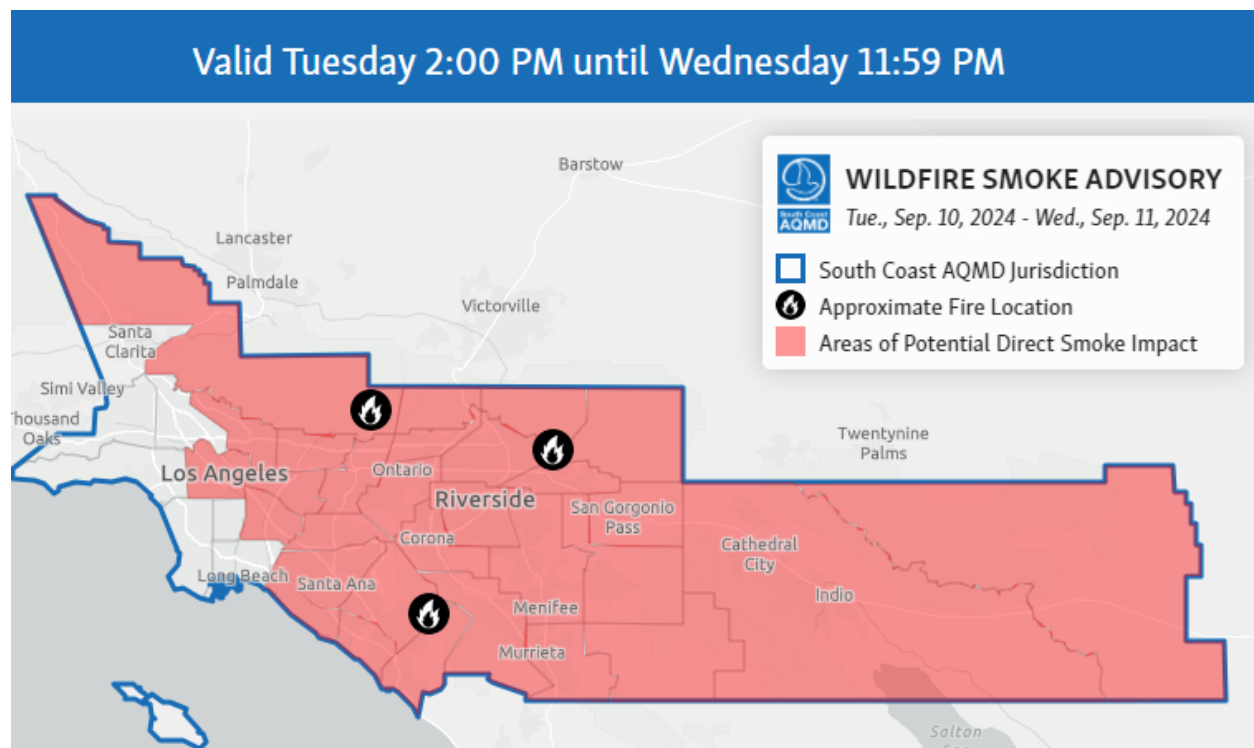 Valid Tuesday 2:00 PM until Wednesday 11:59 PM
WILDFIRE SMOKE ADVISORY
Tue., Sep. 10, 2024 - Wed., Sep. 11, 2024
South Coast
AQMD
South Coast AQMD Jurisdiction
Approximate Fire Location
Areas of Potential Direct Smoke Impact
Barstow
Lancaster
Palmdale
Victorville
Santa
Clarita
Simi Valley
Thousand
Oaks
Twentynine
Palms
Los Angeles
Ontario
Riverside
San Gorgonio
Pass
Corona
Cathedral
City
Long Beach
Santa Ana
Indio
Menifee
Murrieta
Salton